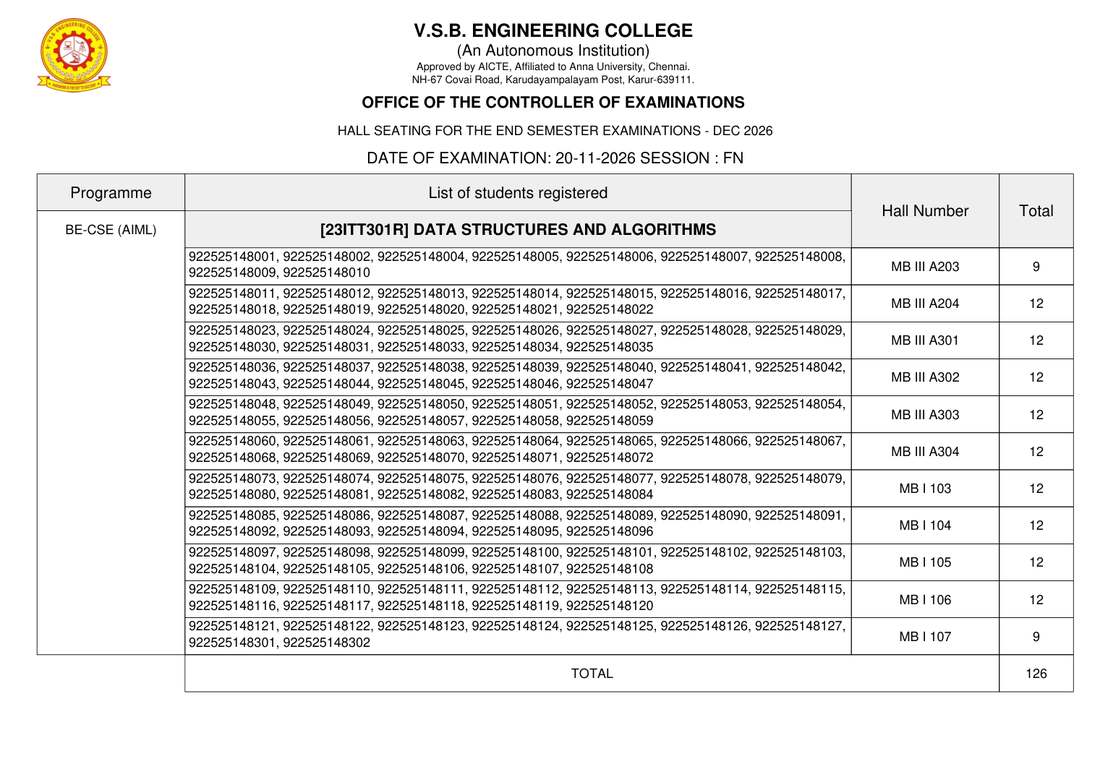 V.S.B. ENGINEERING COLLEGE
(An Autonomous Institution)
Approved by AICTE, Affiliated to Anna University, Chennai.
NH-67 Covai Road, Karudayampalayam Post, Karur-639111.
OFFICE OF THE CONTROLLER OF EXAMINATIONS
HALL SEATING FOR THE END SEMESTER EXAMINATIONS - DEC 2026
DATE OF EXAMINATION: 20-11-2026 SESSION : FN
Programme List of students registered Hall Number Total
BE-CSE (AIML) [23ITT301R] DATA STRUCTURES AND ALGORITHMS
922525148001, 922525148002, 922525148004, 922525148005, 922525148006, 922525148007, 922525148008,
922525148009, 922525148010 MB III A203 9
922525148011, 922525148012, 922525148013, 922525148014, 922525148015, 922525148016, 922525148017,
922525148018, 922525148019, 922525148020, 922525148021, 922525148022 MB III A204 12
922525148023, 922525148024, 922525148025, 922525148026, 922525148027, 922525148028, 922525148029,
922525148030, 922525148031, 922525148033, 922525148034, 922525148035 MB III A301 12
922525148036, 922525148037, 922525148038, 922525148039, 922525148040, 922525148041, 922525148042,
922525148043, 922525148044, 922525148045, 922525148046, 922525148047 MB III A302 12
922525148048, 922525148049, 922525148050, 922525148051, 922525148052, 922525148053, 922525148054,
922525148055, 922525148056, 922525148057, 922525148058, 922525148059 MB III A303 12
922525148060, 922525148061, 922525148063, 922525148064, 922525148065, 922525148066, 922525148067,
922525148068, 922525148069, 922525148070, 922525148071, 922525148072 MB III A304 12
922525148073, 922525148074, 922525148075, 922525148076, 922525148077, 922525148078, 922525148079,
922525148080, 922525148081, 922525148082, 922525148083, 922525148084 MB I 103 12
922525148085, 922525148086, 922525148087, 922525148088, 922525148089, 922525148090, 922525148091,
922525148092, 922525148093, 922525148094, 922525148095, 922525148096 MB I 104 12
922525148097, 922525148098, 922525148099, 922525148100, 922525148101, 922525148102, 922525148103,
922525148104, 922525148105, 922525148106, 922525148107, 922525148108 MB I 105 12
922525148109, 922525148110, 922525148111, 922525148112, 922525148113, 922525148114, 922525148115,
922525148116, 922525148117, 922525148118, 922525148119, 922525148120 MB I 106 12
922525148121, 922525148122, 922525148123, 922525148124, 922525148125, 922525148126, 922525148127,
922525148301, 922525148302 MB I 107 9
TOTAL 126